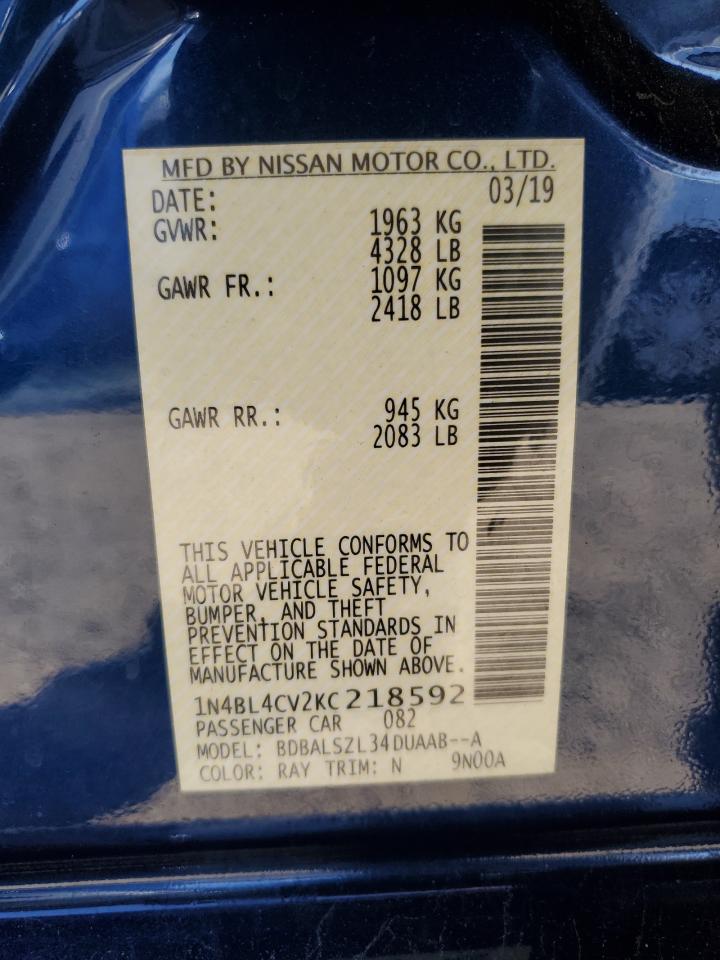 MFD BY NISSAN MOTOR CO., LTD.
DATE: 03/19
GVWR: 1963 KG
4328 LB
GAWR FR.: 1097 KG
2418 LB
GAWR RR.: 945 KG
2083 LB
THIS VEHICLE CONFORMS TO
ALL APPLICABLE FEDERAL
MOTOR VEHICLE SAFETY,
BUMPER, AND THEFT
PREVENTION STANDARDS IN
EFFECT ON THE DATE OF
MANUFACTURE SHOWN ABOVE.
1N4BL4CV2KC218592
PASSENGER CAR 082
MODEL: BDBALSZL34DUAAB--A
COLOR: RAY TRIM: N 9N00A